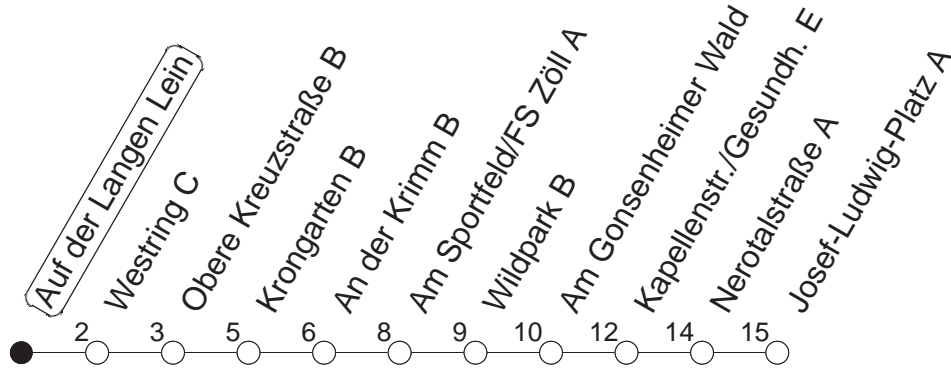 Auf der Langen Lein
Westring C
Obere Kreuzstraße B
Krongarten B
An der Krimm B
Am Sportfeld/FS Zöll A
Wildpark B
Am Gonsenheimer Wald
Kapellenstr./Gesundh. E
Nerotalstraße A
Josef-Ludwig-Platz A
2 3 5 6 8 9 10 12 14 15